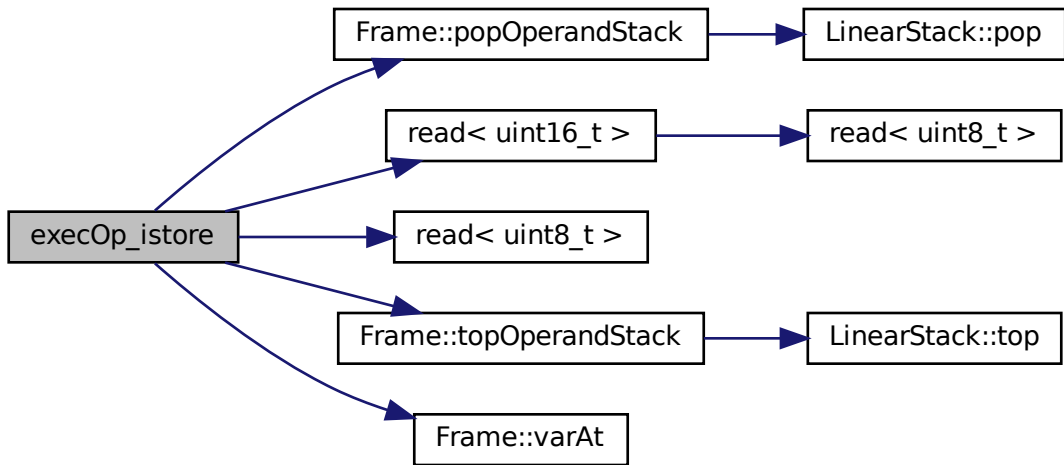 Frame::popOperandStack
LinearStack::pop
read< uint16_t >
read< uint8_t >
execOp_istore
read< uint8_t >
Frame::topOperandStack
LinearStack::top
Frame::varAt